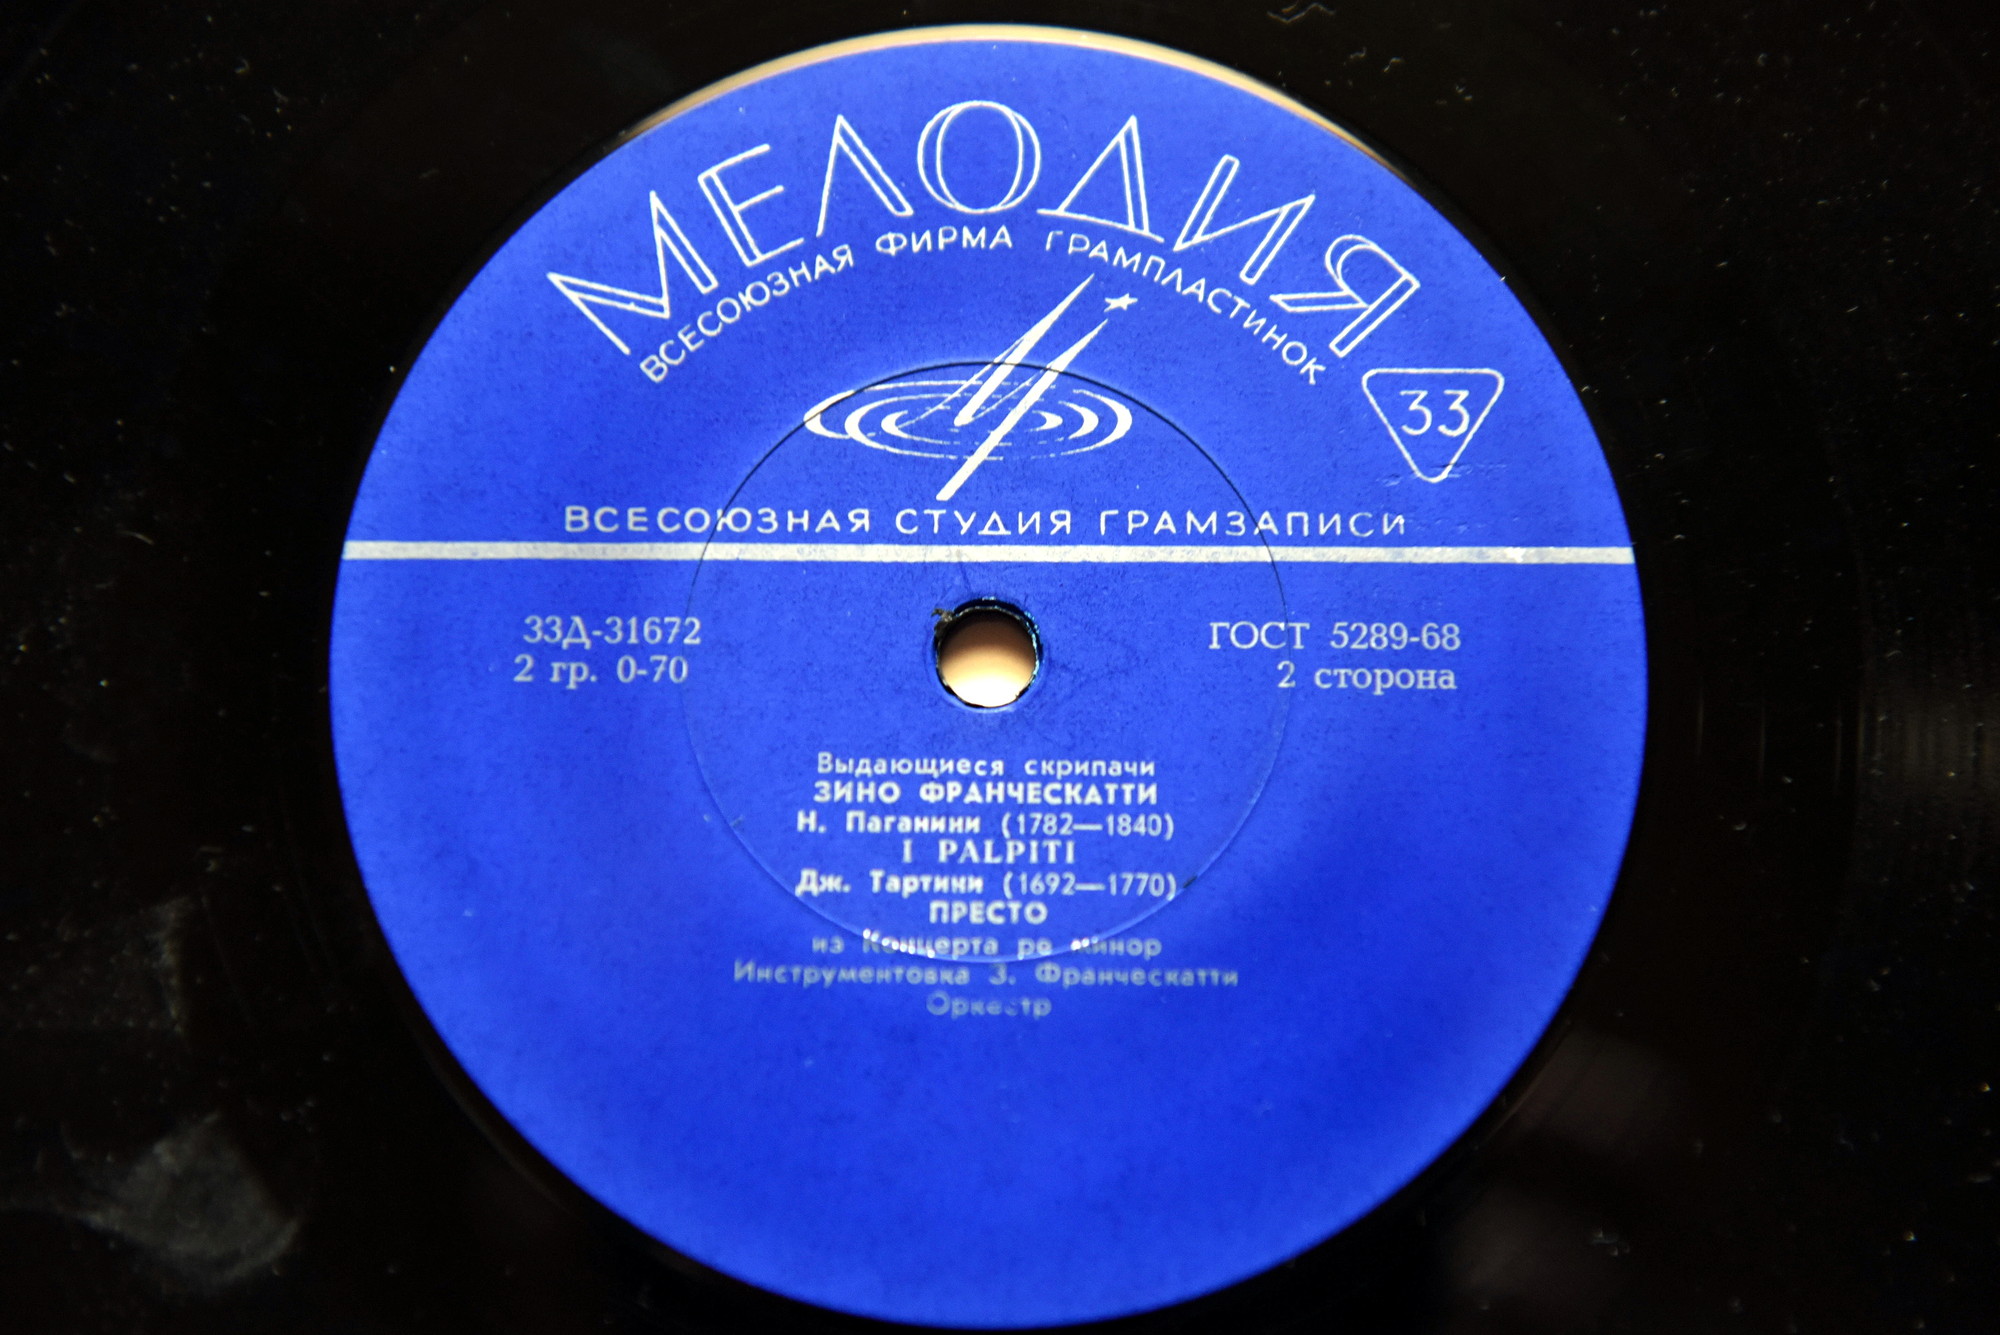 МЕЛОДИЯ
ВСЕСОЮЗНАЯ ФИРМА ГРАМПЛАСТИНОК
33
ВСЕСОЮЗНАЯ СТУДИЯ ГРАМЗАПИСИ
33Д-31672
2 гр. 0-70
ГОСТ 5289-68
2 сторона
Выдающиеся скрипачи
ЗИНО ФРАНЧЕСКАТТИ
Н. Паганини (1782—1840)
I PALPITI
Дж. Тартини (1692—1770)
ПРЕСТО
из Концерта ре минор
Инструментовка З. Франческатти
Оркестр